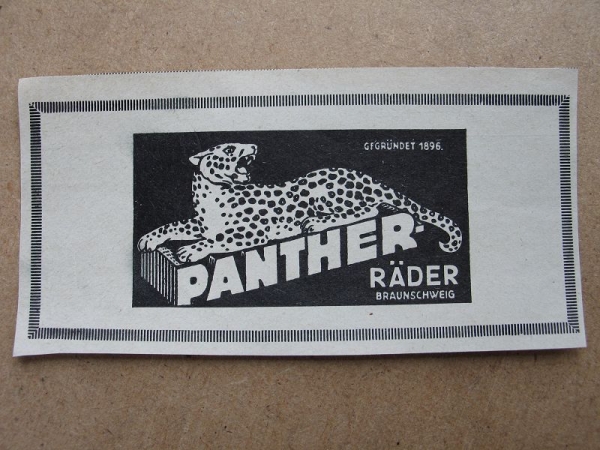 GEGRÜNDET 1896.
PANTHER-
RÄDER
BRAUNSCHWEIG